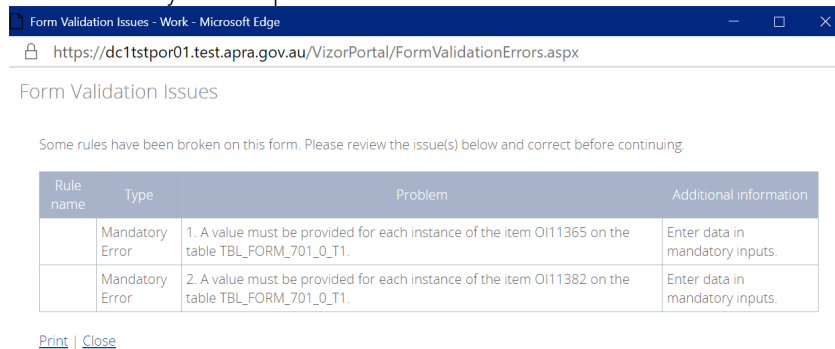 Form Validation Issues - Work - Microsoft Edge
https://dc1tstpor01.test.apra.gov.au/VizorPortal/FormValidationErrors.aspx
Form Validation Issues
Some rules have been broken on this form. Please review the issue(s) below and correct before continuing.
Rule name Type Problem Additional information
Mandatory Error 1. A value must be provided for each instance of the item OI11365 on the table TBL_FORM_701_0_T1. Enter data in mandatory inputs.
Mandatory Error 2. A value must be provided for each instance of the item OI11382 on the table TBL_FORM_701_0_T1. Enter data in mandatory inputs.
Print | Close